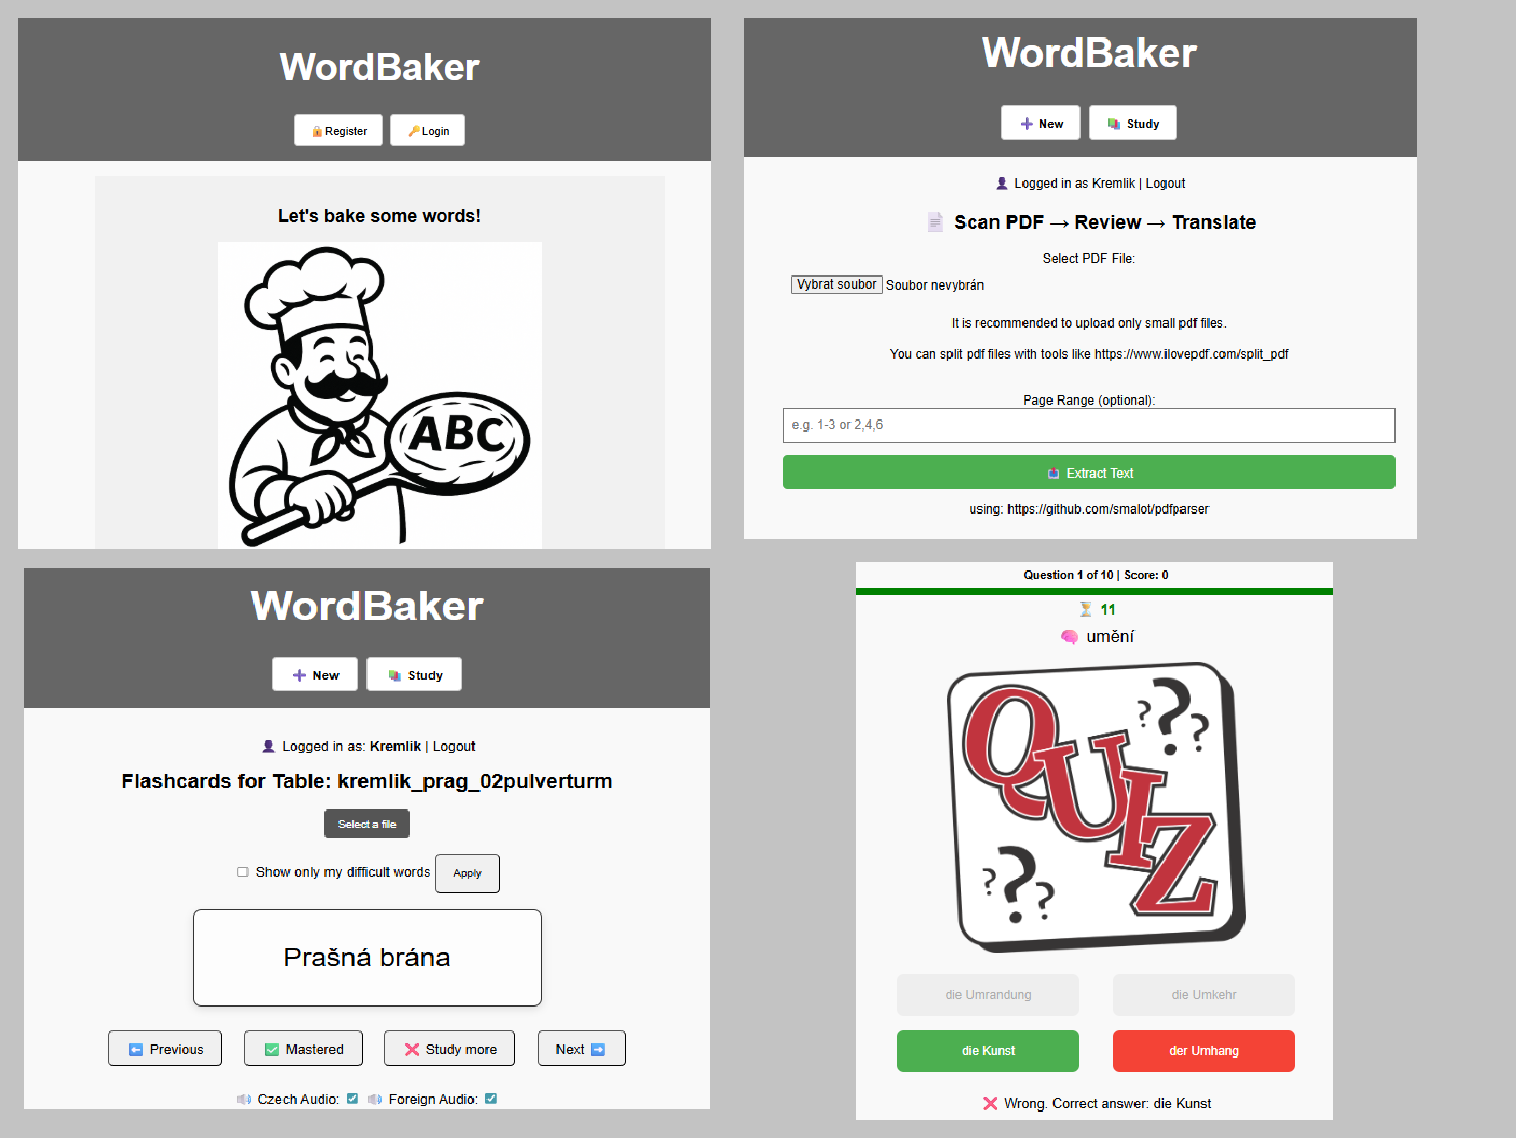 WordBaker
Register Login
Let's bake some words!
ABC
WordBaker
New Study
Logged in as Kremlik | Logout
Scan PDF → Review → Translate
Select PDF File:
Vybrat soubor Soubor nevybrán
It is recommended to upload only small pdf files.
You can split pdf files with tools like https://www.ilovepdf.com/split_pdf
Page Range (optional):
e.g. 1-3 or 2,4,6
Extract Text
using: https://github.com/smalot/pdfparser
WordBaker
New Study
Logged in as: Kremlik | Logout
Flashcards for Table: kremlik_prag_02pulverturm
Select a file
Show only my difficult words Apply
Prašná brána
Previous Mastered Study more Next
Czech Audio: Foreign Audio:
Question 1 of 10 | Score: 0
11
umění
???
QUIZ
???
die Umrandung die Umkehr
die Kunst der Umhang
Wrong. Correct answer: die Kunst